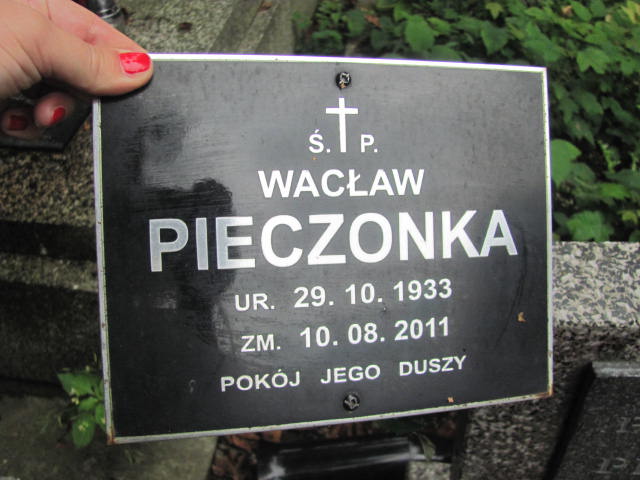 Ś. P.
WACŁAW
PIECZONKA
UR. 29. 10. 1933
ZM. 10. 08. 2011
POKÓJ JEGO DUSZY